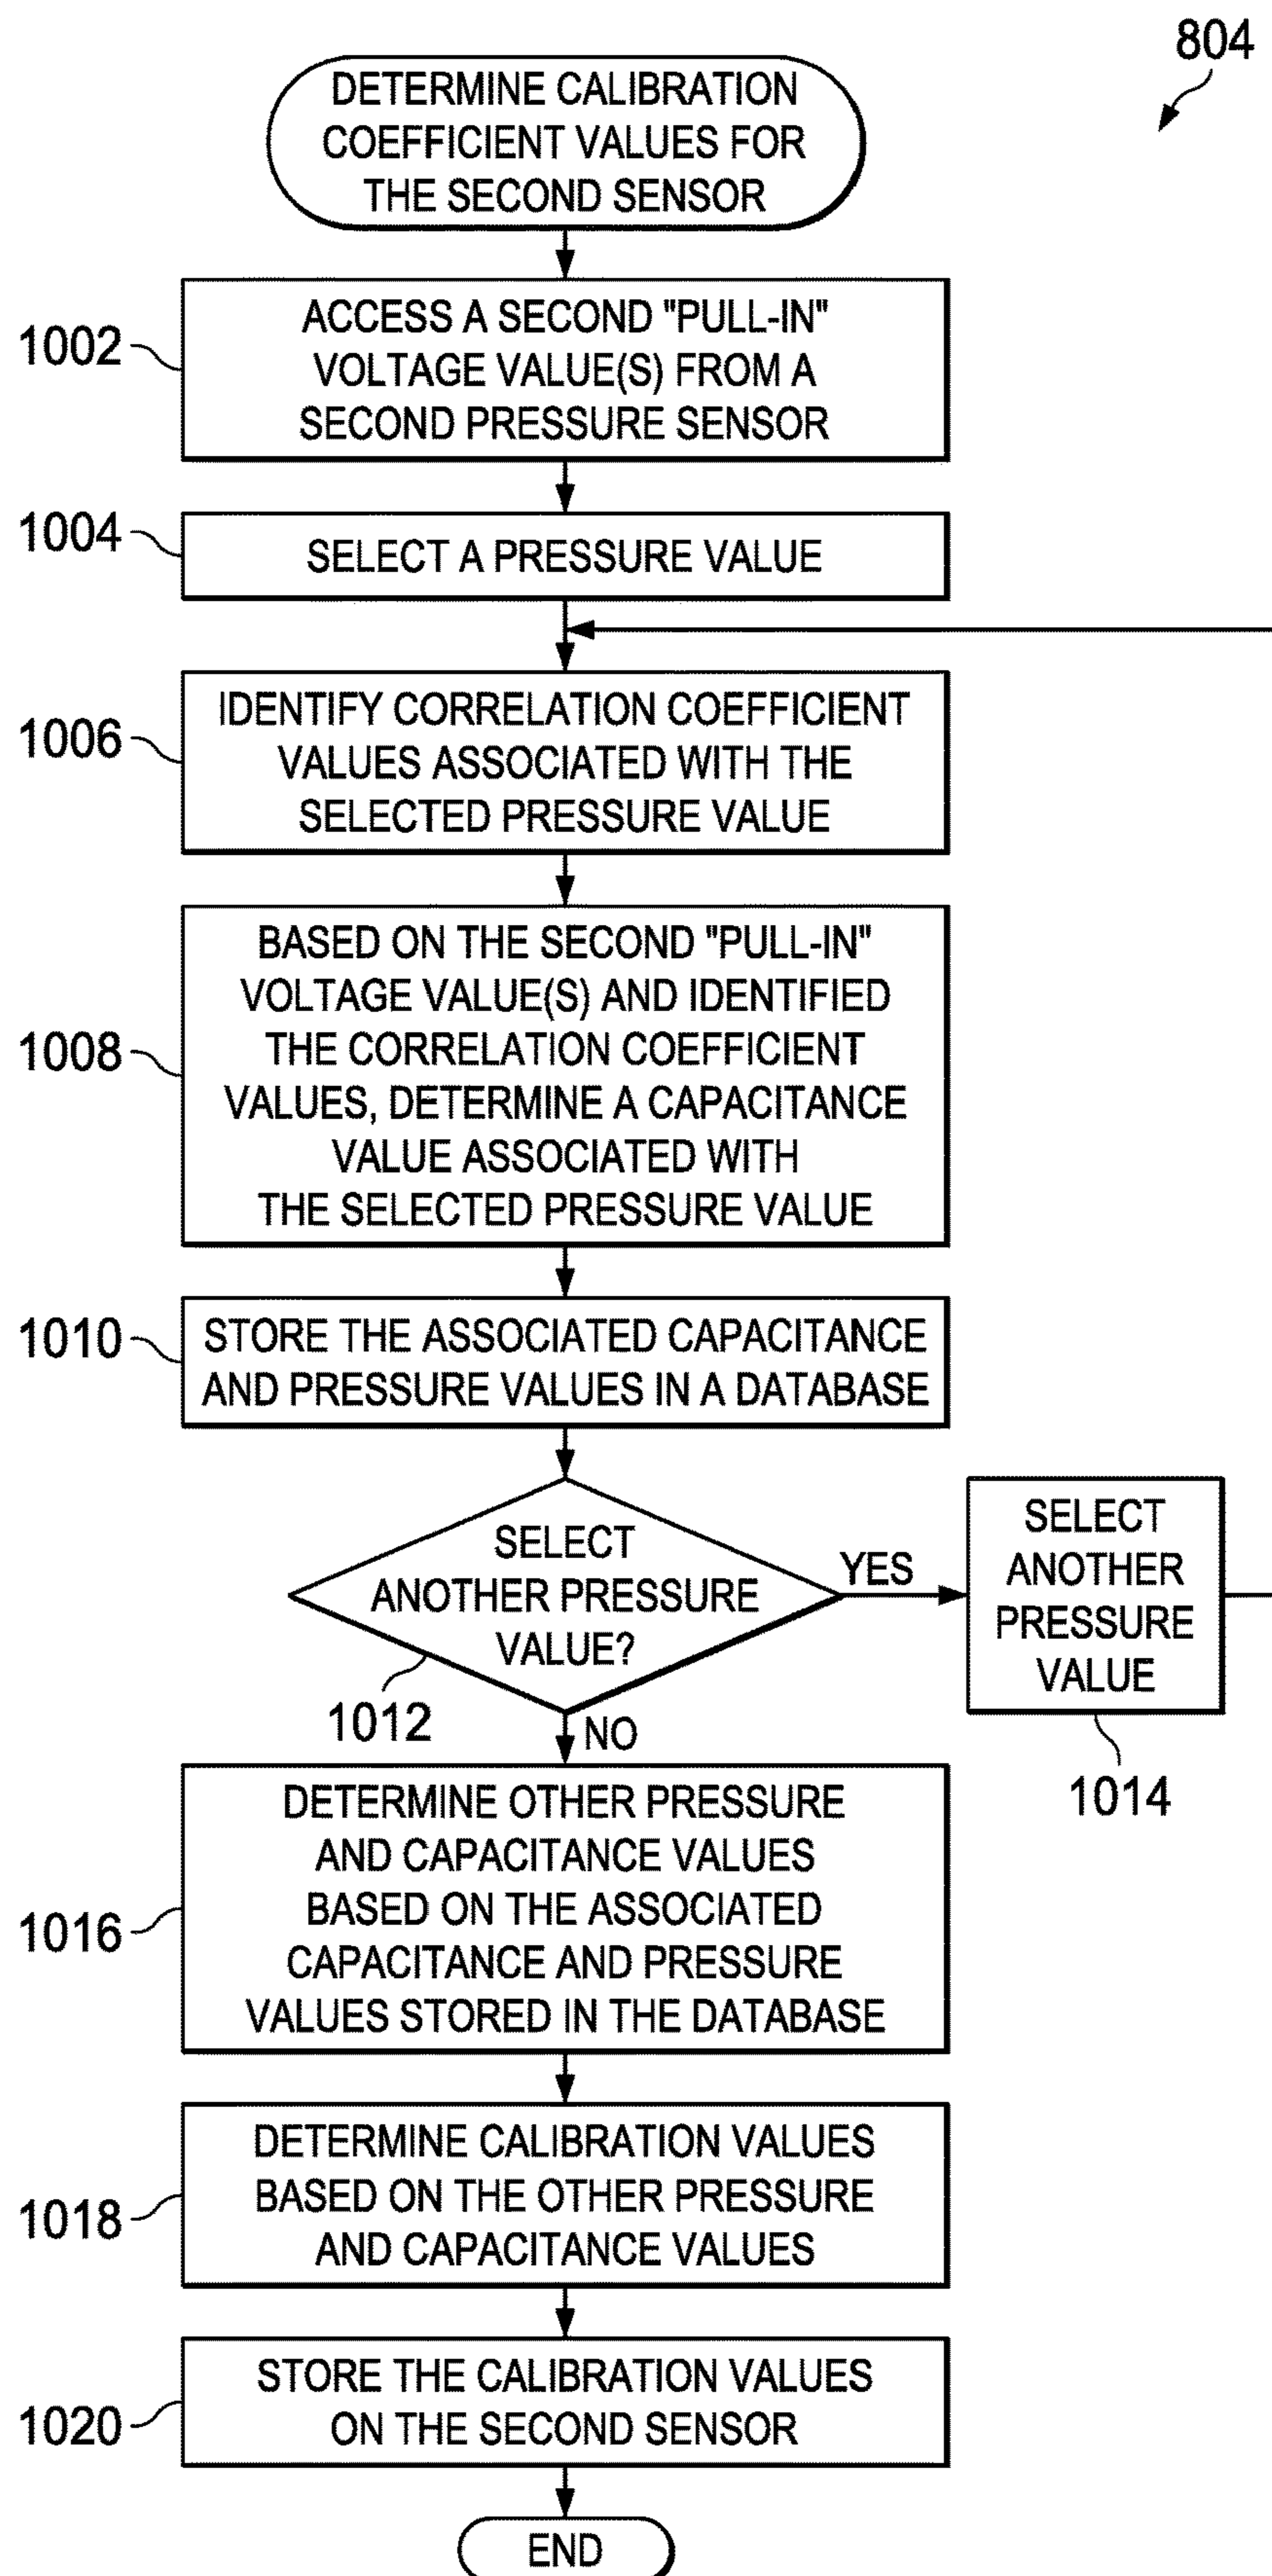 804
DETERMINE CALIBRATION
COEFFICIENT VALUES FOR
THE SECOND SENSOR
1002
ACCESS A SECOND "PULL-IN"
VOLTAGE VALUE(S) FROM A
SECOND PRESSURE SENSOR
1004
SELECT A PRESSURE VALUE
1006
IDENTIFY CORRELATION COEFFICIENT
VALUES ASSOCIATED WITH THE
SELECTED PRESSURE VALUE
1008
BASED ON THE SECOND "PULL-IN"
VOLTAGE VALUE(S) AND IDENTIFIED
THE CORRELATION COEFFICIENT
VALUES, DETERMINE A CAPACITANCE
VALUE ASSOCIATED WITH
THE SELECTED PRESSURE VALUE
1010
STORE THE ASSOCIATED CAPACITANCE
AND PRESSURE VALUES IN A DATABASE
SELECT
ANOTHER PRESSURE
VALUE?
1012
YES
SELECT
ANOTHER
PRESSURE
VALUE
1014
NO
1016
DETERMINE OTHER PRESSURE
AND CAPACITANCE VALUES
BASED ON THE ASSOCIATED
CAPACITANCE AND PRESSURE
VALUES STORED IN THE DATABASE
1018
DETERMINE CALIBRATION VALUES
BASED ON THE OTHER PRESSURE
AND CAPACITANCE VALUES
1020
STORE THE CALIBRATION VALUES
ON THE SECOND SENSOR
END